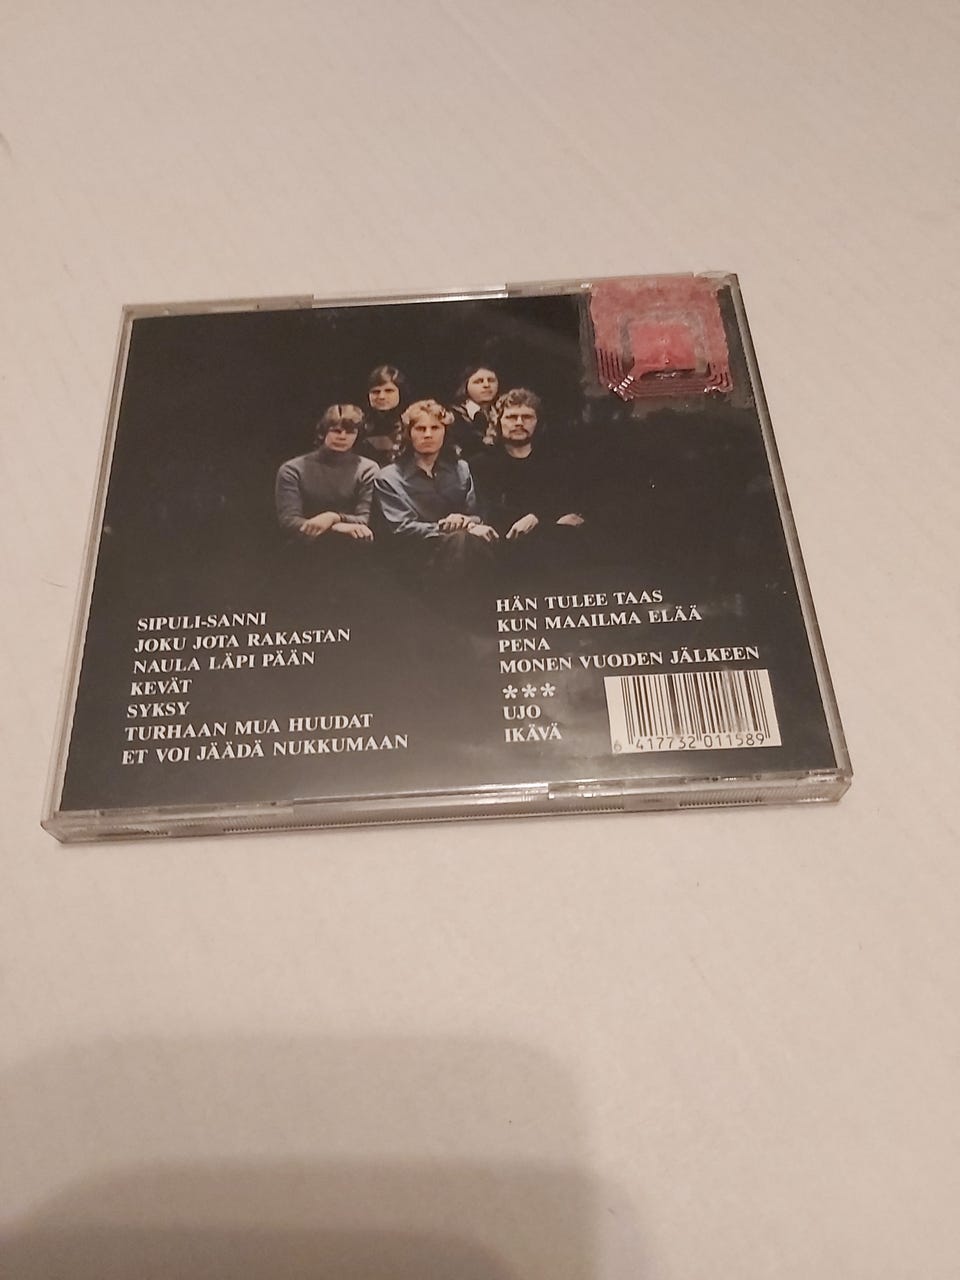 SIPULI-SANNI
JOKU JOTA RAKASTAN
NAULA LÄPI PÄÄN
KEVÄT
SYKSY
TURHAAN MUA HUUDAT
ET VOI JÄÄDÄ NUKKUMAAN
HÄN TULEE TAAS
KUN MAAILMA ELÄÄ
PENA
MONEN VUODEN JÄLKEEN
***
UJO
IKÄVÄ
6 417732 011589